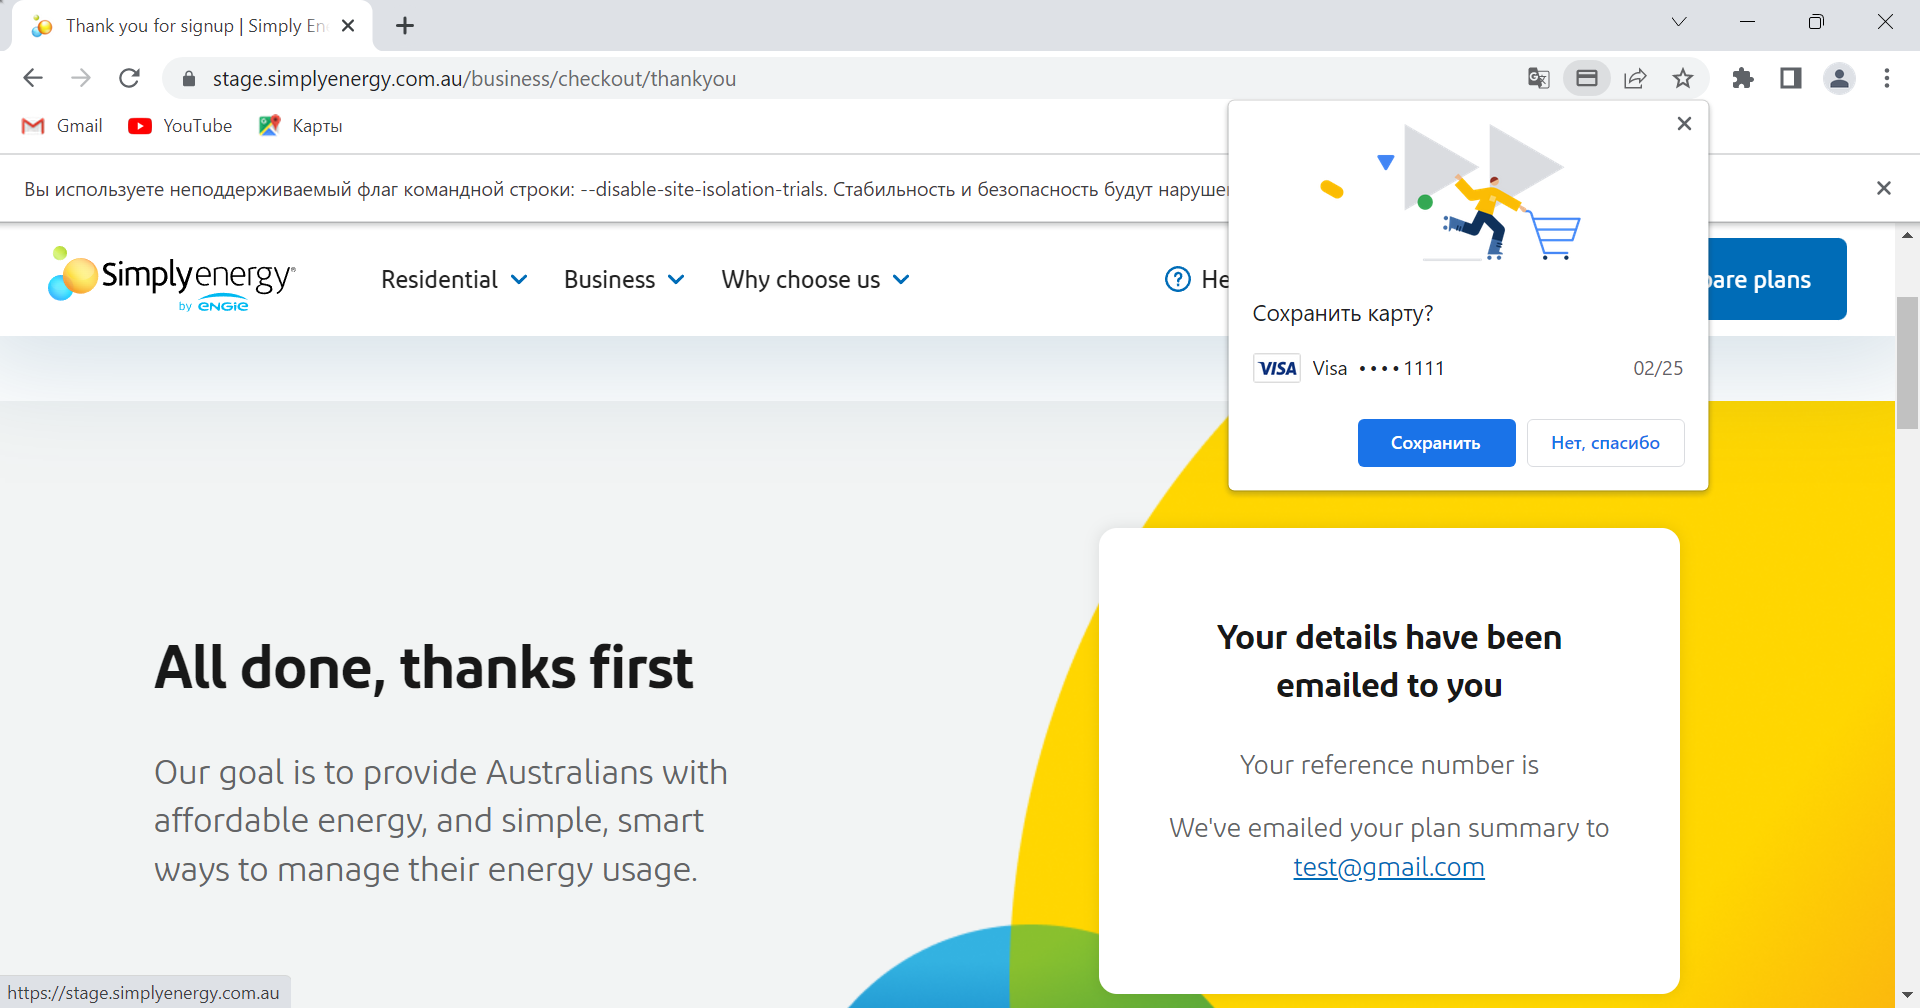 Thank you for signup | Simply En
stage.simplyenergy.com.au/business/checkout/thankyou
Gmail YouTube Карты
Вы используете неподдерживаемый флаг командной строки: --disable-site-isolation-trials. Стабильность и безопасность будут наруше
Simplyenergy
by ENGIE
Residential Business Why choose us ? He are plans
Сохранить карту?
VISA Visa •••• 1111 02/25
Сохранить Нет, спасибо
All done, thanks first
Our goal is to provide Australians with
affordable energy, and simple, smart
ways to manage their energy usage.
Your details have been
emailed to you
Your reference number is
We've emailed your plan summary to
test@gmail.com
https://stage.simplyenergy.com.au